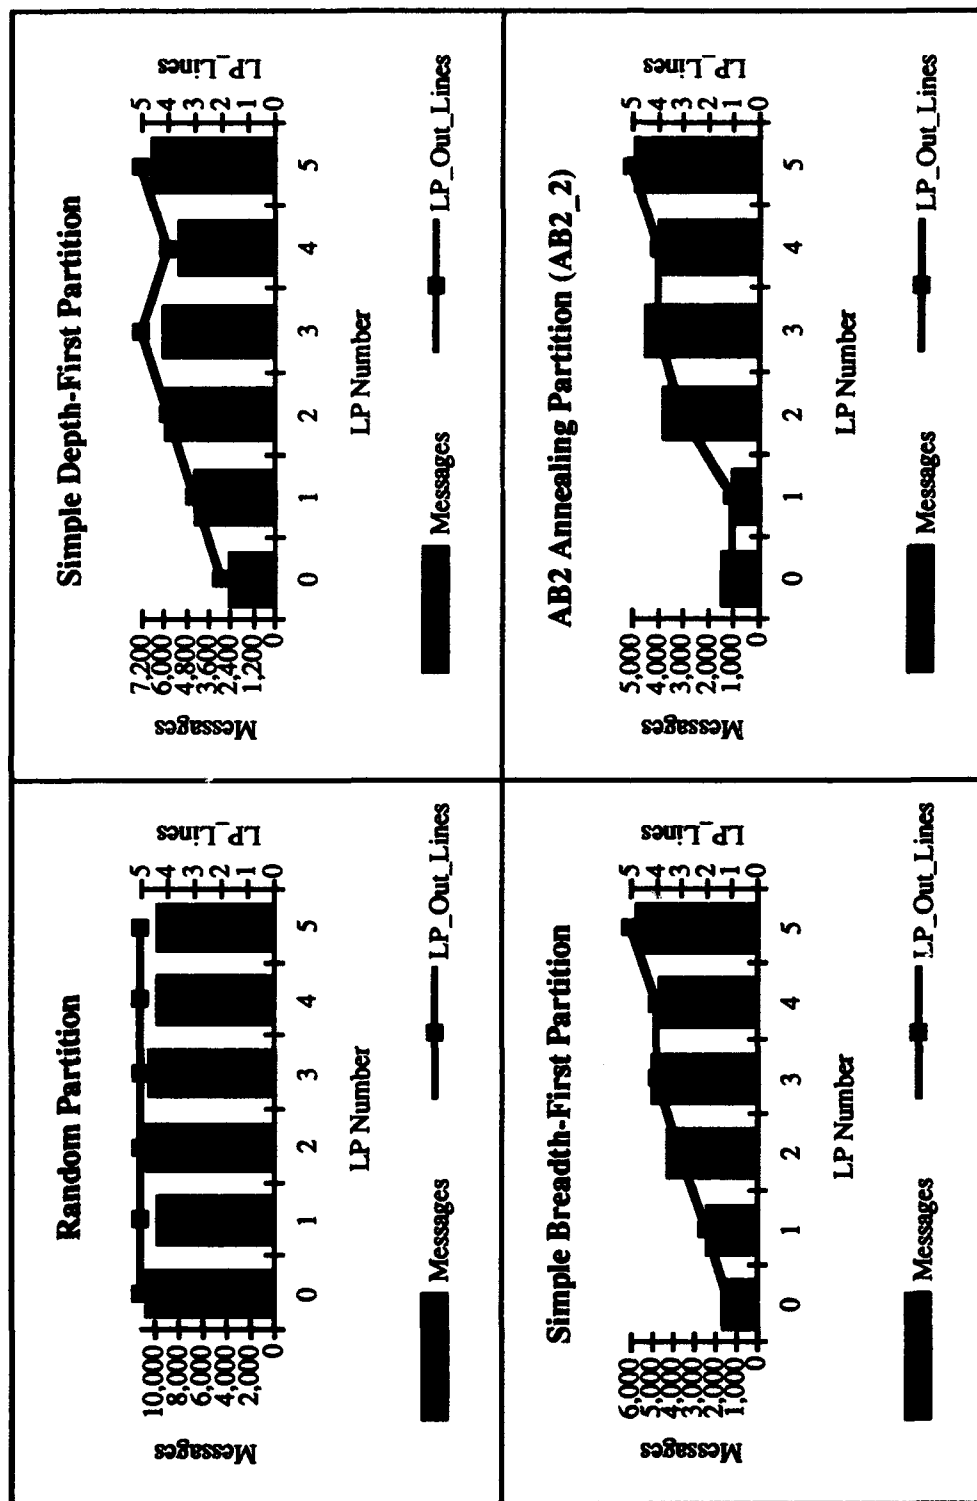 Random Partition
Messages
10,000
8,000
6,000
4,000
2,000
0
LP_Lines
5
4
3
2
1
0
0 1 2 3 4 5
LP Number
Messages LP_Out_Lines
Simple Depth-First Partition
Messages
7,200
6,000
4,800
3,600
2,400
1,200
0
LP_Lines
5
4
3
2
1
0
0 1 2 3 4 5
LP Number
Messages LP_Out_Lines
Simple Breadth-First Partition
Messages
6,000
5,000
4,000
3,000
2,000
1,000
0
LP_Lines
5
4
3
2
1
0
0 1 2 3 4 5
LP Number
Messages LP_Out_Lines
AB2 Annealing Partition (AB2_2)
Messages
5,000
4,000
3,000
2,000
1,000
0
LP_Lines
5
4
3
2
1
0
0 1 2 3 4 5
LP Number
Messages LP_Out_Lines